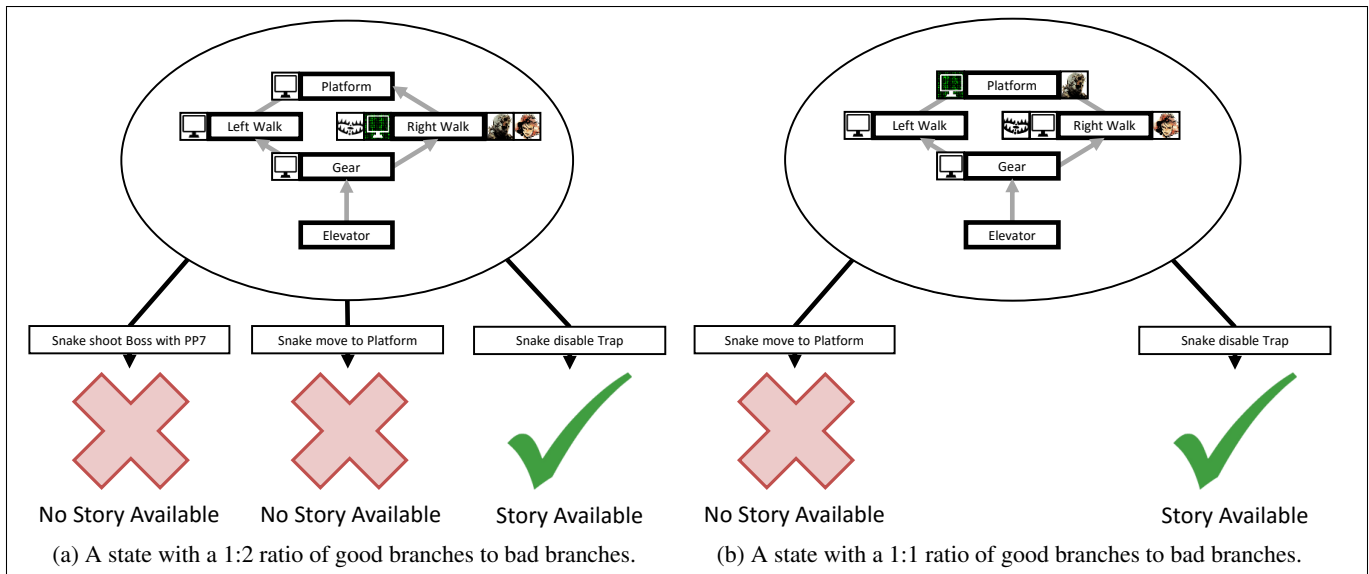 Platform
Left Walk
Right Walk
Gear
Elevator
Snake shoot Boss with PP7
Snake move to Platform
Snake disable Trap
No Story Available
No Story Available
Story Available
(a) A state with a 1:2 ratio of good branches to bad branches.
Platform
Left Walk
Right Walk
Gear
Elevator
Snake move to Platform
Snake disable Trap
No Story Available
Story Available
(b) A state with a 1:1 ratio of good branches to bad branches.